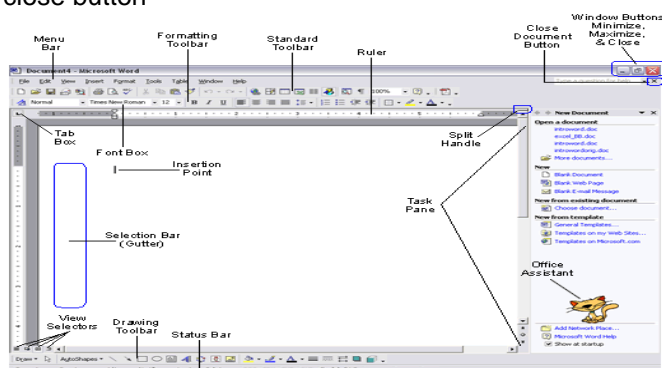 close button
Window Buttons
Minimize,
Maximize,
& Close
Close
Document
Button
Menu
Bar
Formatting
Toolbar
Standard
Toolbar
Ruler
Document4 - Microsoft Word
File Edit View Insert Format Tools Table Window Help
Type a question for help
100%
Normal Times New Roman 12 B I U
New Document
Tab
Box
Font Box
Insertion
Point
Split
Handle
Open a document
introword.doc
excel_BB.doc
introword.doc
introwordong.doc
More documents...
New
Blank Document
Blank Web Page
Blank E-mail Message
New from existing document
Choose document...
New from template
General Templates...
Templates on my Web Sites...
Templates on Microsoft.com
Task
Pane
Selection Bar
(Gutter)
Office
Assistant
View
Selectors
Drawing
Toolbar
Status Bar
Add Network Place...
Microsoft Word Help
Show at startup
Draw AutoShapes